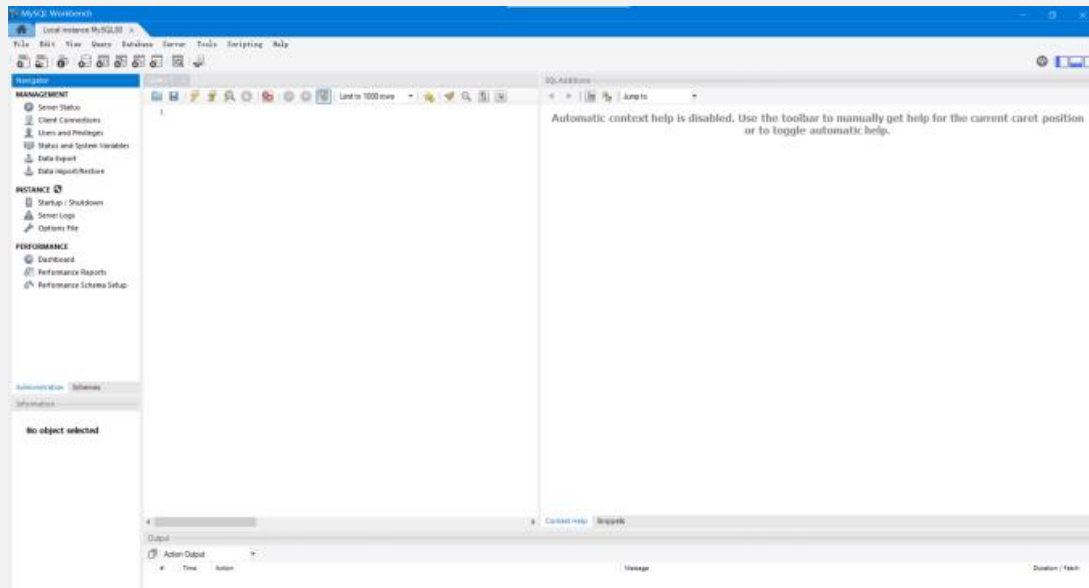 MySQL Workbench
Local instance MySQL80 ×
File Edit View Query Database Server Tools Scripting Help
Navigator
MANAGEMENT
Server Status
Client Connections
Users and Privileges
Status and System Variables
Data Export
Data Import/Restore
INSTANCE
Startup / Shutdown
Server Logs
Options File
PERFORMANCE
Dashboard
Performance Reports
Performance Schema Setup
Administration Schemas
Information
No object selected
Limit to 1000 rows
1
SQL Additions
Jump to
Automatic context help is disabled. Use the toolbar to manually get help for the current caret position
or to toggle automatic help.
Context Help Snippets
Output
Action Output
# Time Action Message Duration / Fetch